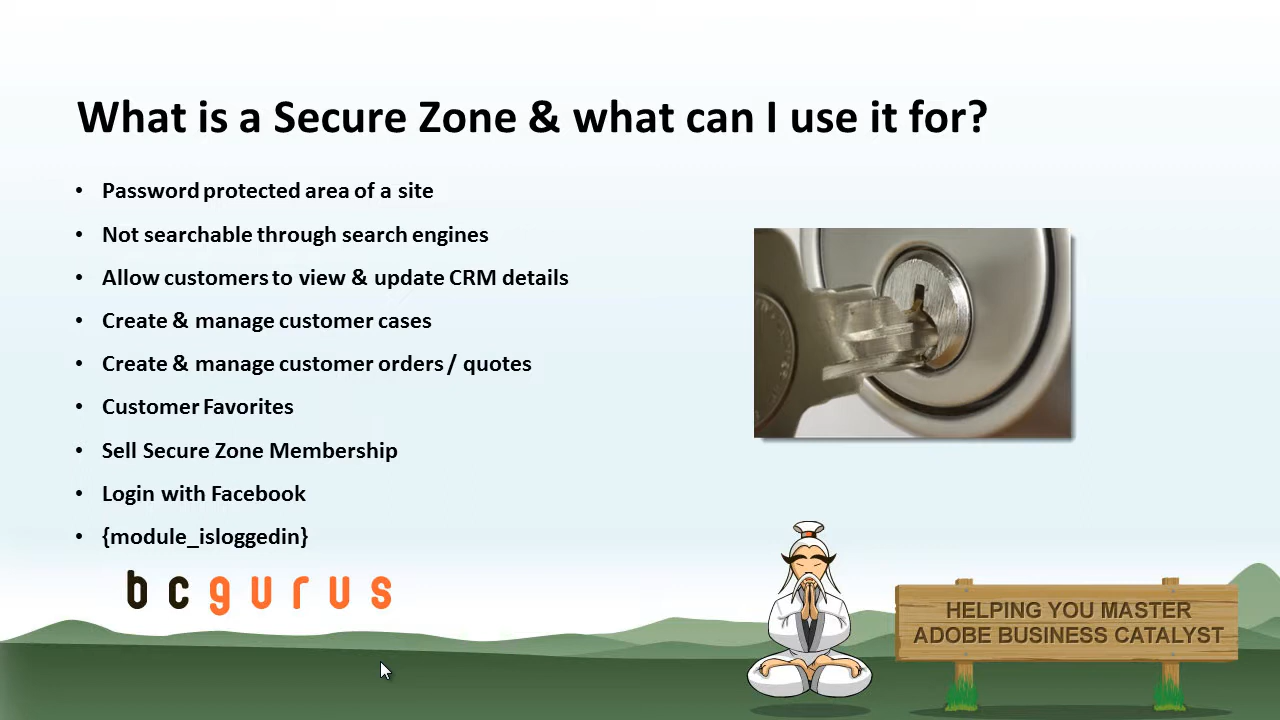 What is a Secure Zone & what can I use it for?
• Password protected area of a site
• Not searchable through search engines
• Allow customers to view & update CRM details
• Create & manage customer cases
• Create & manage customer orders / quotes
• Customer Favorites
• Sell Secure Zone Membership
• Login with Facebook
• {module_isloggedin}
bcgurus
HELPING YOU MASTER
ADOBE BUSINESS CATALYST